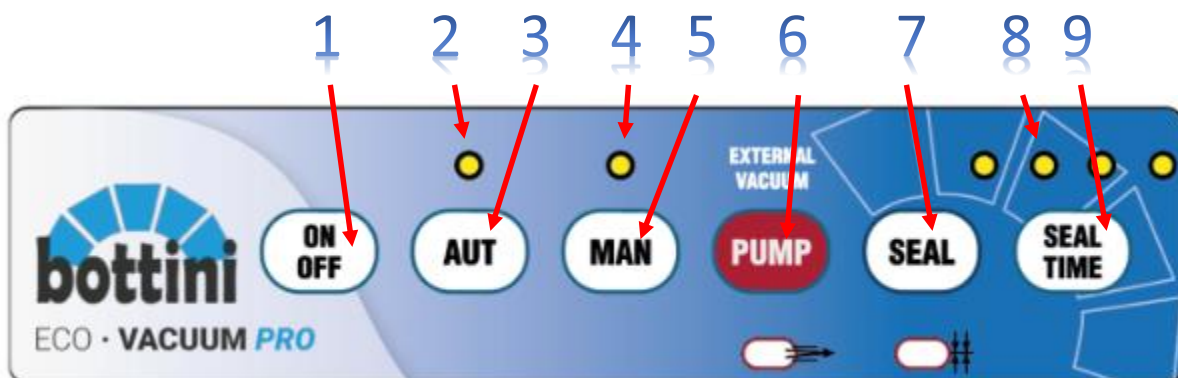 1 2 3 4 5 6 7 8 9
EXTERNAL
VACUUM
ON
OFF
AUT
MAN
PUMP
SEAL
SEAL
TIME
bottini
ECO · VACUUM PRO